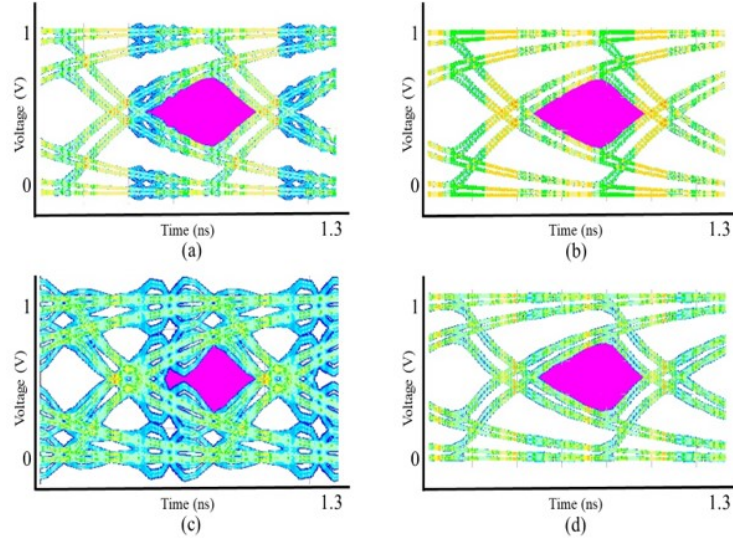 1
Voltage (V)
0
Time (ns)
1.3
(a)
1
Voltage (V)
0
Time (ns)
1.3
(b)
1
Voltage (V)
0
Time (ns)
1.3
(c)
1
Voltage (V)
0
Time (ns)
1.3
(d)